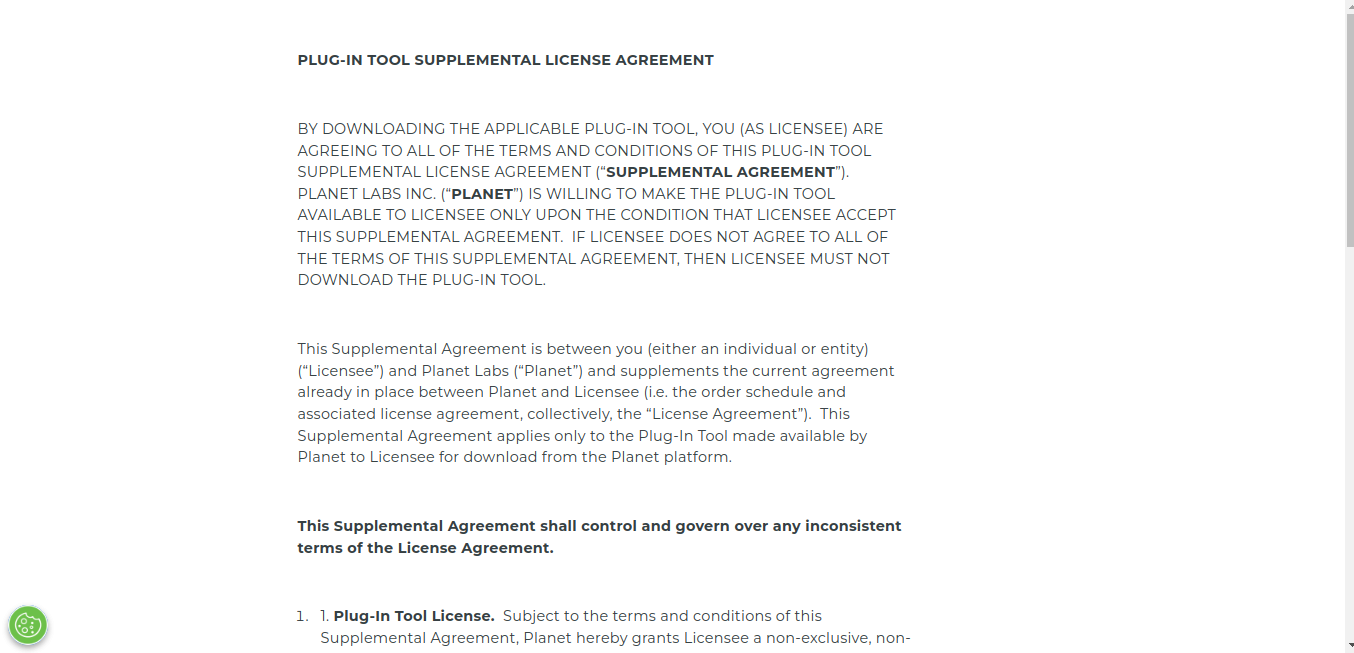 PLUG-IN TOOL SUPPLEMENTAL LICENSE AGREEMENT
BY DOWNLOADING THE APPLICABLE PLUG-IN TOOL, YOU (AS LICENSEE) ARE
AGREEING TO ALL OF THE TERMS AND CONDITIONS OF THIS PLUG-IN TOOL
SUPPLEMENTAL LICENSE AGREEMENT (“SUPPLEMENTAL AGREEMENT”).
PLANET LABS INC. (“PLANET”) IS WILLING TO MAKE THE PLUG-IN TOOL
AVAILABLE TO LICENSEE ONLY UPON THE CONDITION THAT LICENSEE ACCEPT
THIS SUPPLEMENTAL AGREEMENT.  IF LICENSEE DOES NOT AGREE TO ALL OF
THE TERMS OF THIS SUPPLEMENTAL AGREEMENT, THEN LICENSEE MUST NOT
DOWNLOAD THE PLUG-IN TOOL.
This Supplemental Agreement is between you (either an individual or entity)
(“Licensee”) and Planet Labs (“Planet”) and supplements the current agreement
already in place between Planet and Licensee (i.e. the order schedule and
associated license agreement, collectively, the “License Agreement”).  This
Supplemental Agreement applies only to the Plug-In Tool made available by
Planet to Licensee for download from the Planet platform.
This Supplemental Agreement shall control and govern over any inconsistent
terms of the License Agreement.
1. 1. Plug-In Tool License.  Subject to the terms and conditions of this
Supplemental Agreement, Planet hereby grants Licensee a non-exclusive, non-